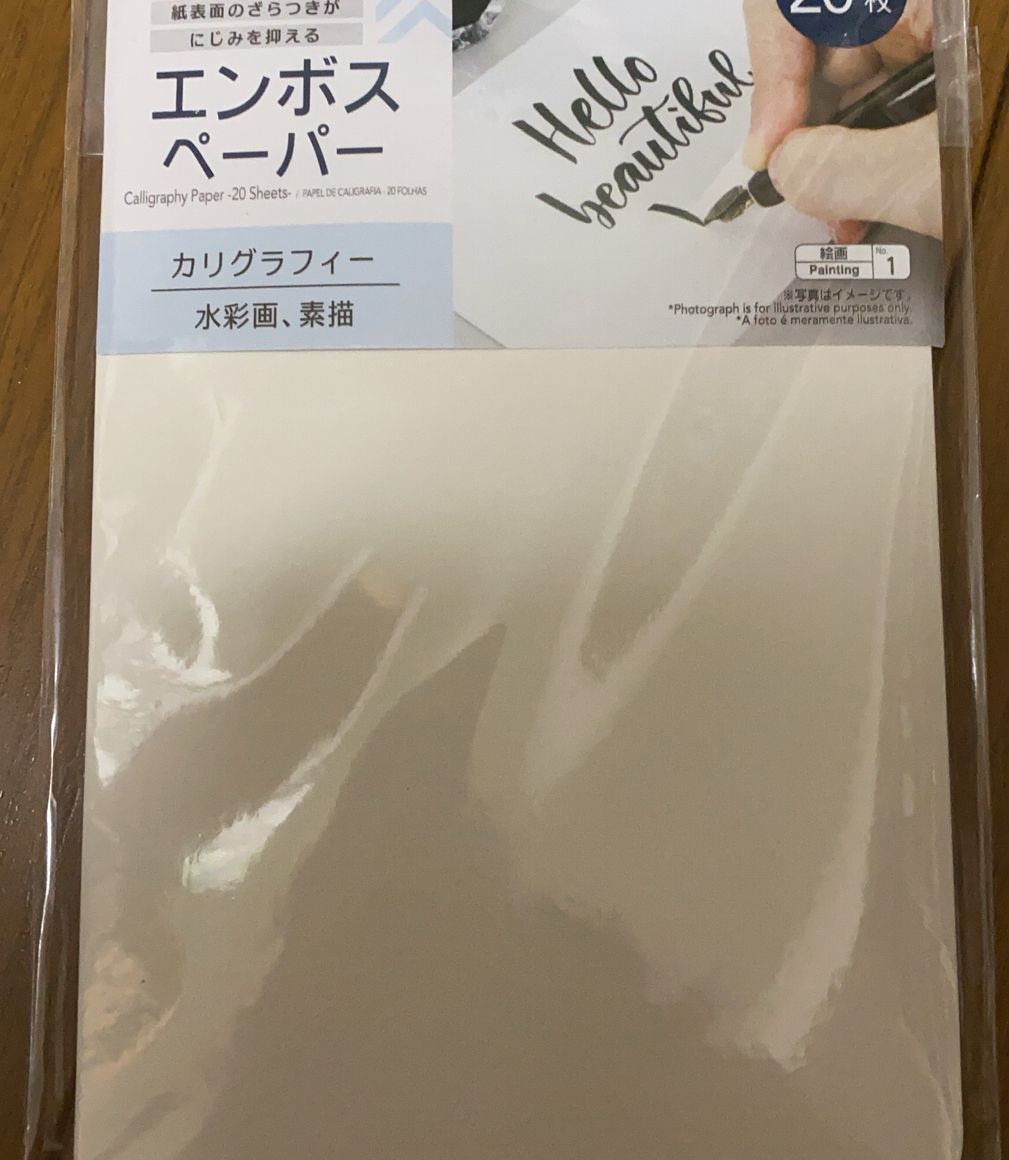 紙表面のざらつきが
にじみを抑える
エンボス
ペーパー
Calligraphy Paper -20 Sheets- / PAPEL DE CALIGRAFIA - 20 FOLHAS
カリグラフィー
水彩画、素描
20枚
Hello
beautiful.
絵画
Painting
No.
1
※写真はイメージです。
*Photograph is for illustrative purposes only.
*A foto é meramente ilustrativa.